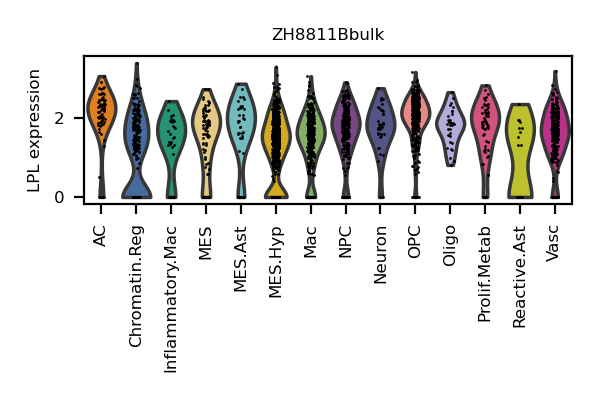 ZH8811Bbulk
LPL expression
2
0
AC
Chromatin.Reg
Inflammatory.Mac
MES
MES.Ast
MES.Hyp
Mac
NPC
Neuron
OPC
Oligo
Prolif.Metab
Reactive.Ast
Vasc